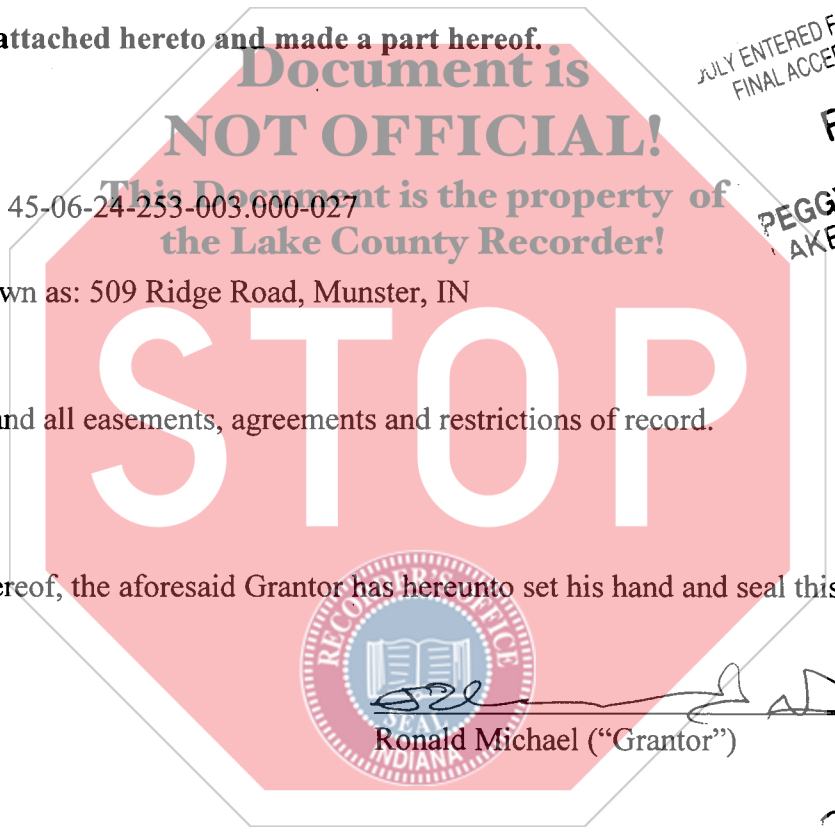 attached hereto and made a part hereof.
Document is
NOT OFFICIAL!
This Document is the property of
the Lake County Recorder!
ENTERED
FINAL
45-06-24-253-003.000-027
wn as: 509 Ridge Road, Munster, IN
STOP
and all easements, agreements and restrictions of record.
ereof, the aforesaid Grantor has hereunto set his hand and seal this
RECORDER'S OFFICE
SEAL
INDIANA
Ronald Michael (“Grantor”)